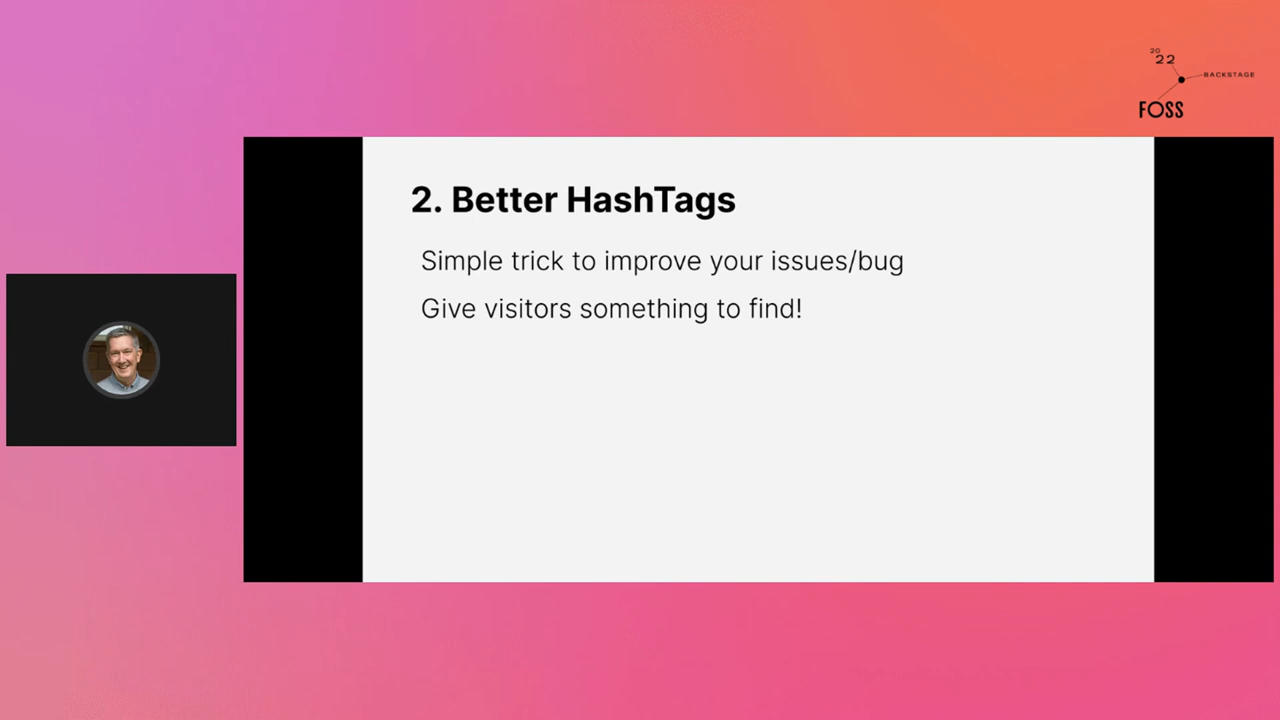 20
22
BACKSTAGE
FOSS
2. Better HashTags
Simple trick to improve your issues/bug
Give visitors something to find!